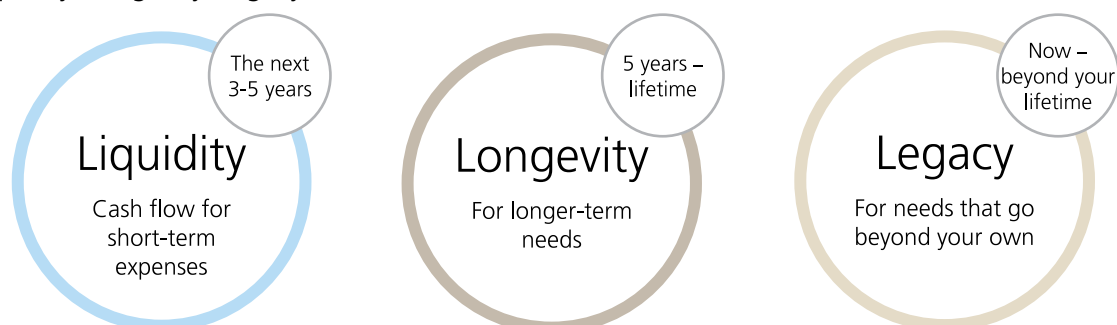 The next
3-5 years
Liquidity
Cash flow for
short-term
expenses
5 years –
lifetime
Longevity
For longer-term
needs
Now –
beyond your
lifetime
Legacy
For needs that go
beyond your own